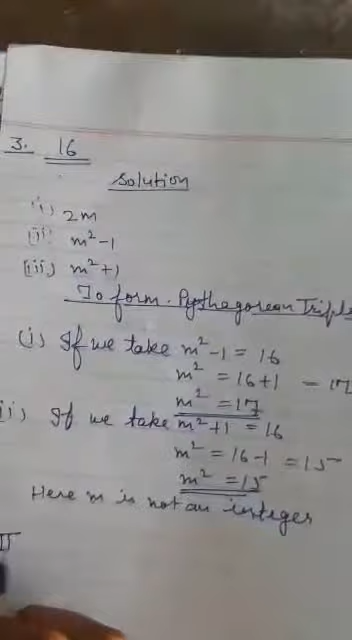 3. 16
Solution
(i) 2m
(ii) m²-1
(iii) m²+1
To form Pythagorean Triple
(i) If we take m²-1 = 16
m² = 16+1 = 17
m² = 17
(ii) If we take m²+1 = 16
m² = 16-1 = 15
m² = 15
Here m is not an integer